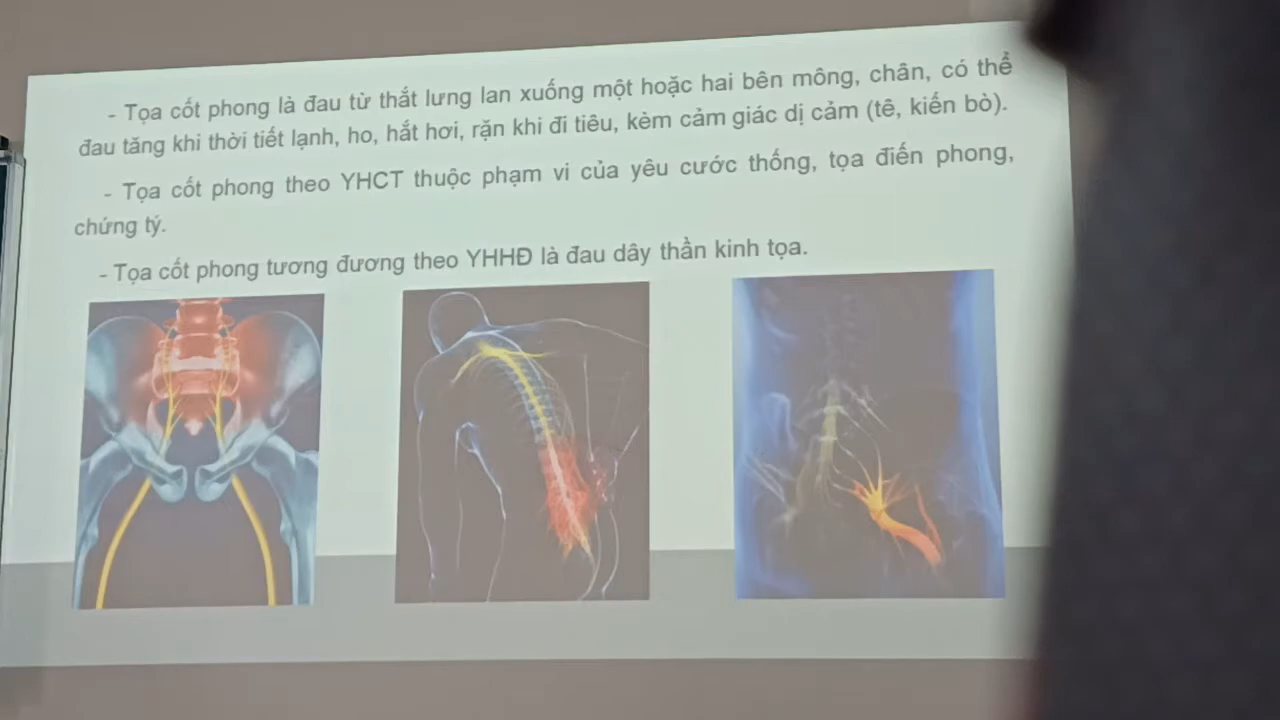 - Tọa cốt phong là đau từ thắt lưng lan xuống một hoặc hai bên mông, chân, có thể
đau tăng khi thời tiết lạnh, ho, hắt hơi, rặn khi đi tiêu, kèm cảm giác dị cảm (tê, kiến bò).
- Tọa cốt phong theo YHCT thuộc phạm vi của yêu cước thống, tọa điến phong,
chứng tý.
- Tọa cốt phong tương đương theo YHHĐ là đau dây thần kinh tọa.